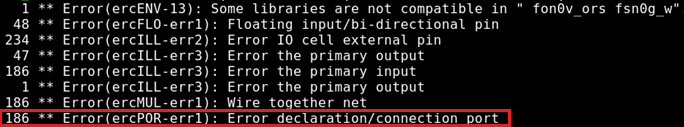 1 ** Error(ercENV-13): Some libraries are not compatible in " fon0v_ors fsn0g_w"
48 ** Error(ercFLO-err1): Floating input/bi-directional pin
234 ** Error(ercILL-err2): Error IO cell external pin
47 ** Error(ercILL-err3): Error the primary output
186 ** Error(ercILL-err3): Error the primary input
1 ** Error(ercILL-err3): Error the primary output
186 ** Error(ercMUL-err1): Wire together net
186 ** Error(ercPOR-err1): Error declaration/connection port